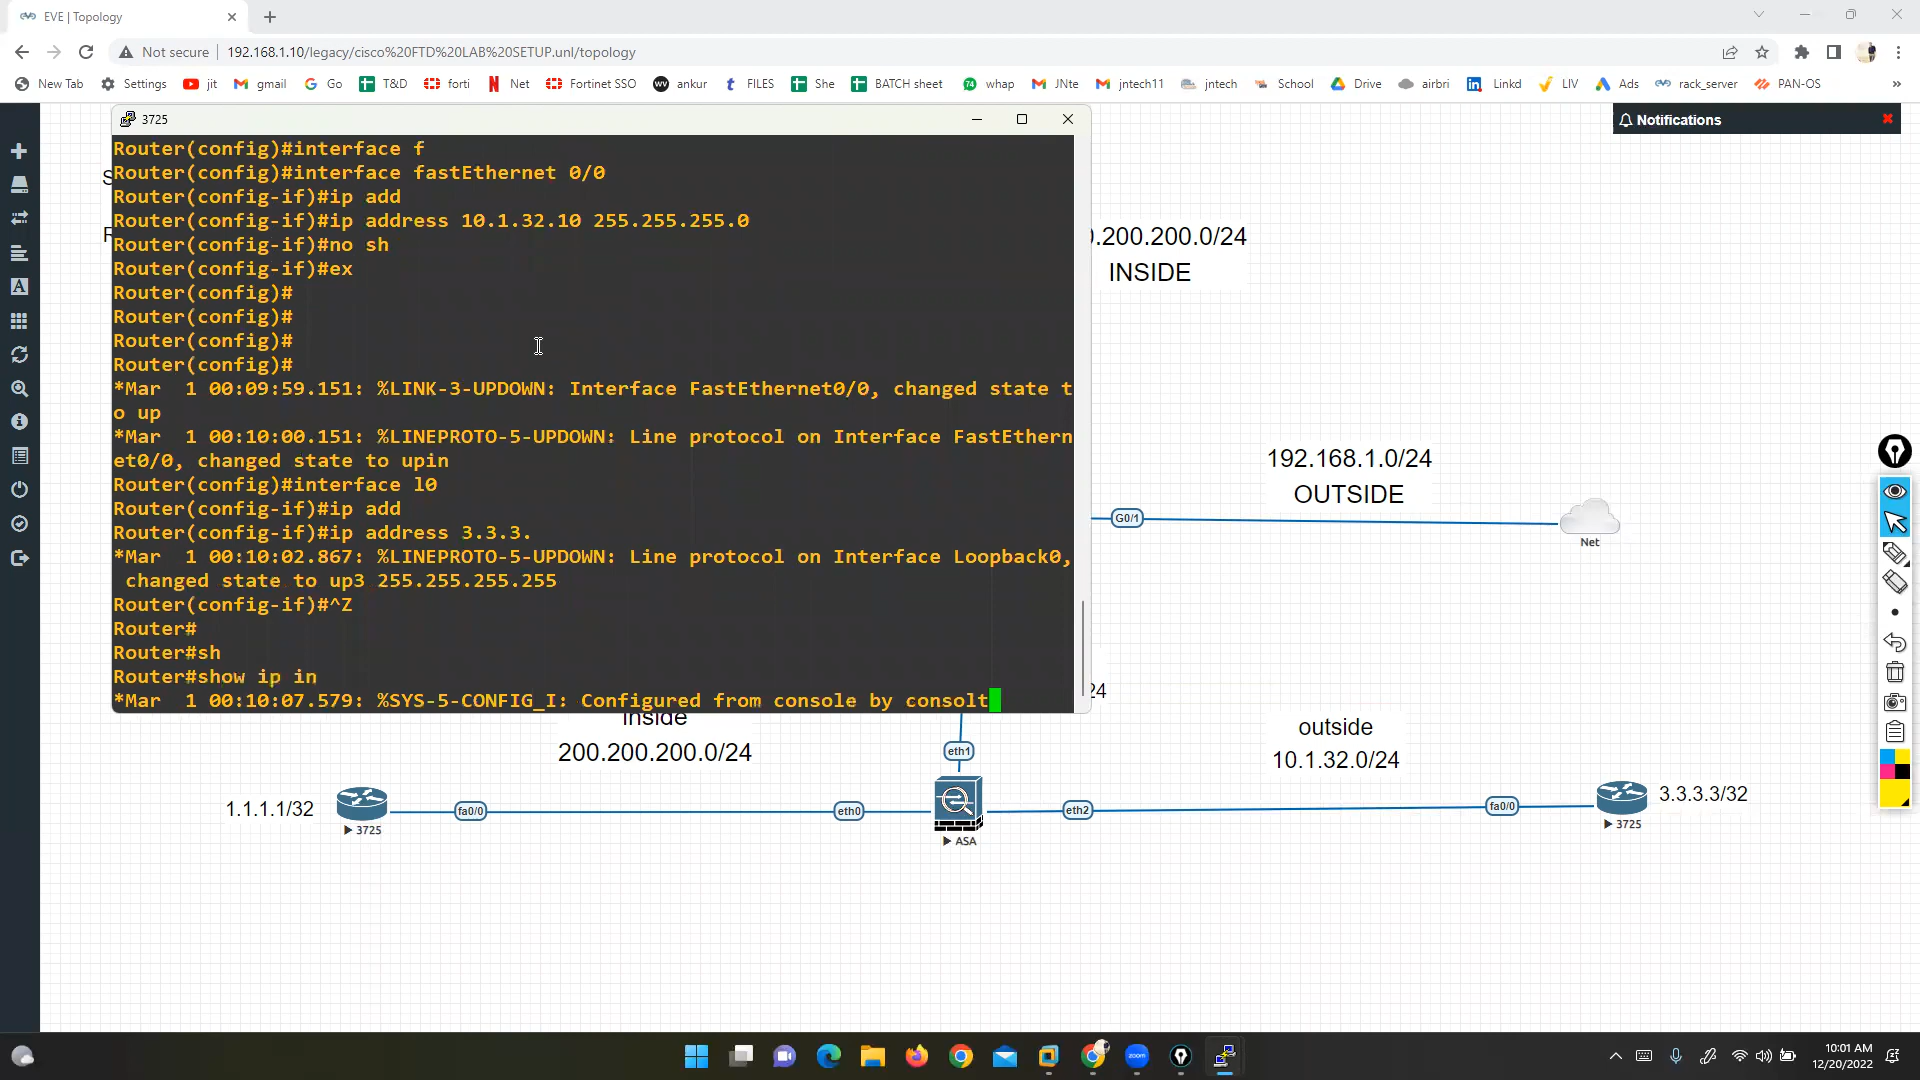 EVE | Topology
Not secure
192.168.1.10/legacy/cisco%20FTD%20LAB%20SETUP.unl/topology
New Tab
Settings
jit
gmail
Go
T&D
forti
Net
Fortinet SSO
ankur
FILES
She
BATCH sheet
whap
JNte
jntech11
jntech
School
Drive
airbri
Linkd
LIV
Ads
rack_server
PAN-OS
»
3725
Notifications
Router(config)#interface f
Router(config)#interface fastEthernet 0/0
Router(config-if)#ip add
Router(config-if)#ip address 10.1.32.10 255.255.255.0
Router(config-if)#no sh
Router(config-if)#ex
Router(config)#
Router(config)#
Router(config)#
Router(config)#
*Mar  1 00:09:59.151: %LINK-3-UPDOWN: Interface FastEthernet0/0, changed state t
o up
*Mar  1 00:10:00.151: %LINEPROTO-5-UPDOWN: Line protocol on Interface FastEthern
et0/0, changed state to upin
Router(config)#interface l0
Router(config-if)#ip add
Router(config-if)#ip address 3.3.3.
*Mar  1 00:10:02.867: %LINEPROTO-5-UPDOWN: Line protocol on Interface Loopback0,
changed state to up3 255.255.255.255
Router(config-if)#^Z
Router#
Router#sh
Router#show ip in
*Mar  1 00:10:07.579: %SYS-5-CONFIG_I: Configured from console by consolt
.200.200.0/24
INSIDE
192.168.1.0/24
OUTSIDE
G0/1
Net
24
inside
200.200.200.0/24
outside
10.1.32.0/24
eth1
1.1.1.1/32
fa0/0
eth0
eth2
fa0/0
3.3.3.3/32
3725
ASA
3725
zoom
10:01 AM
12/20/2022